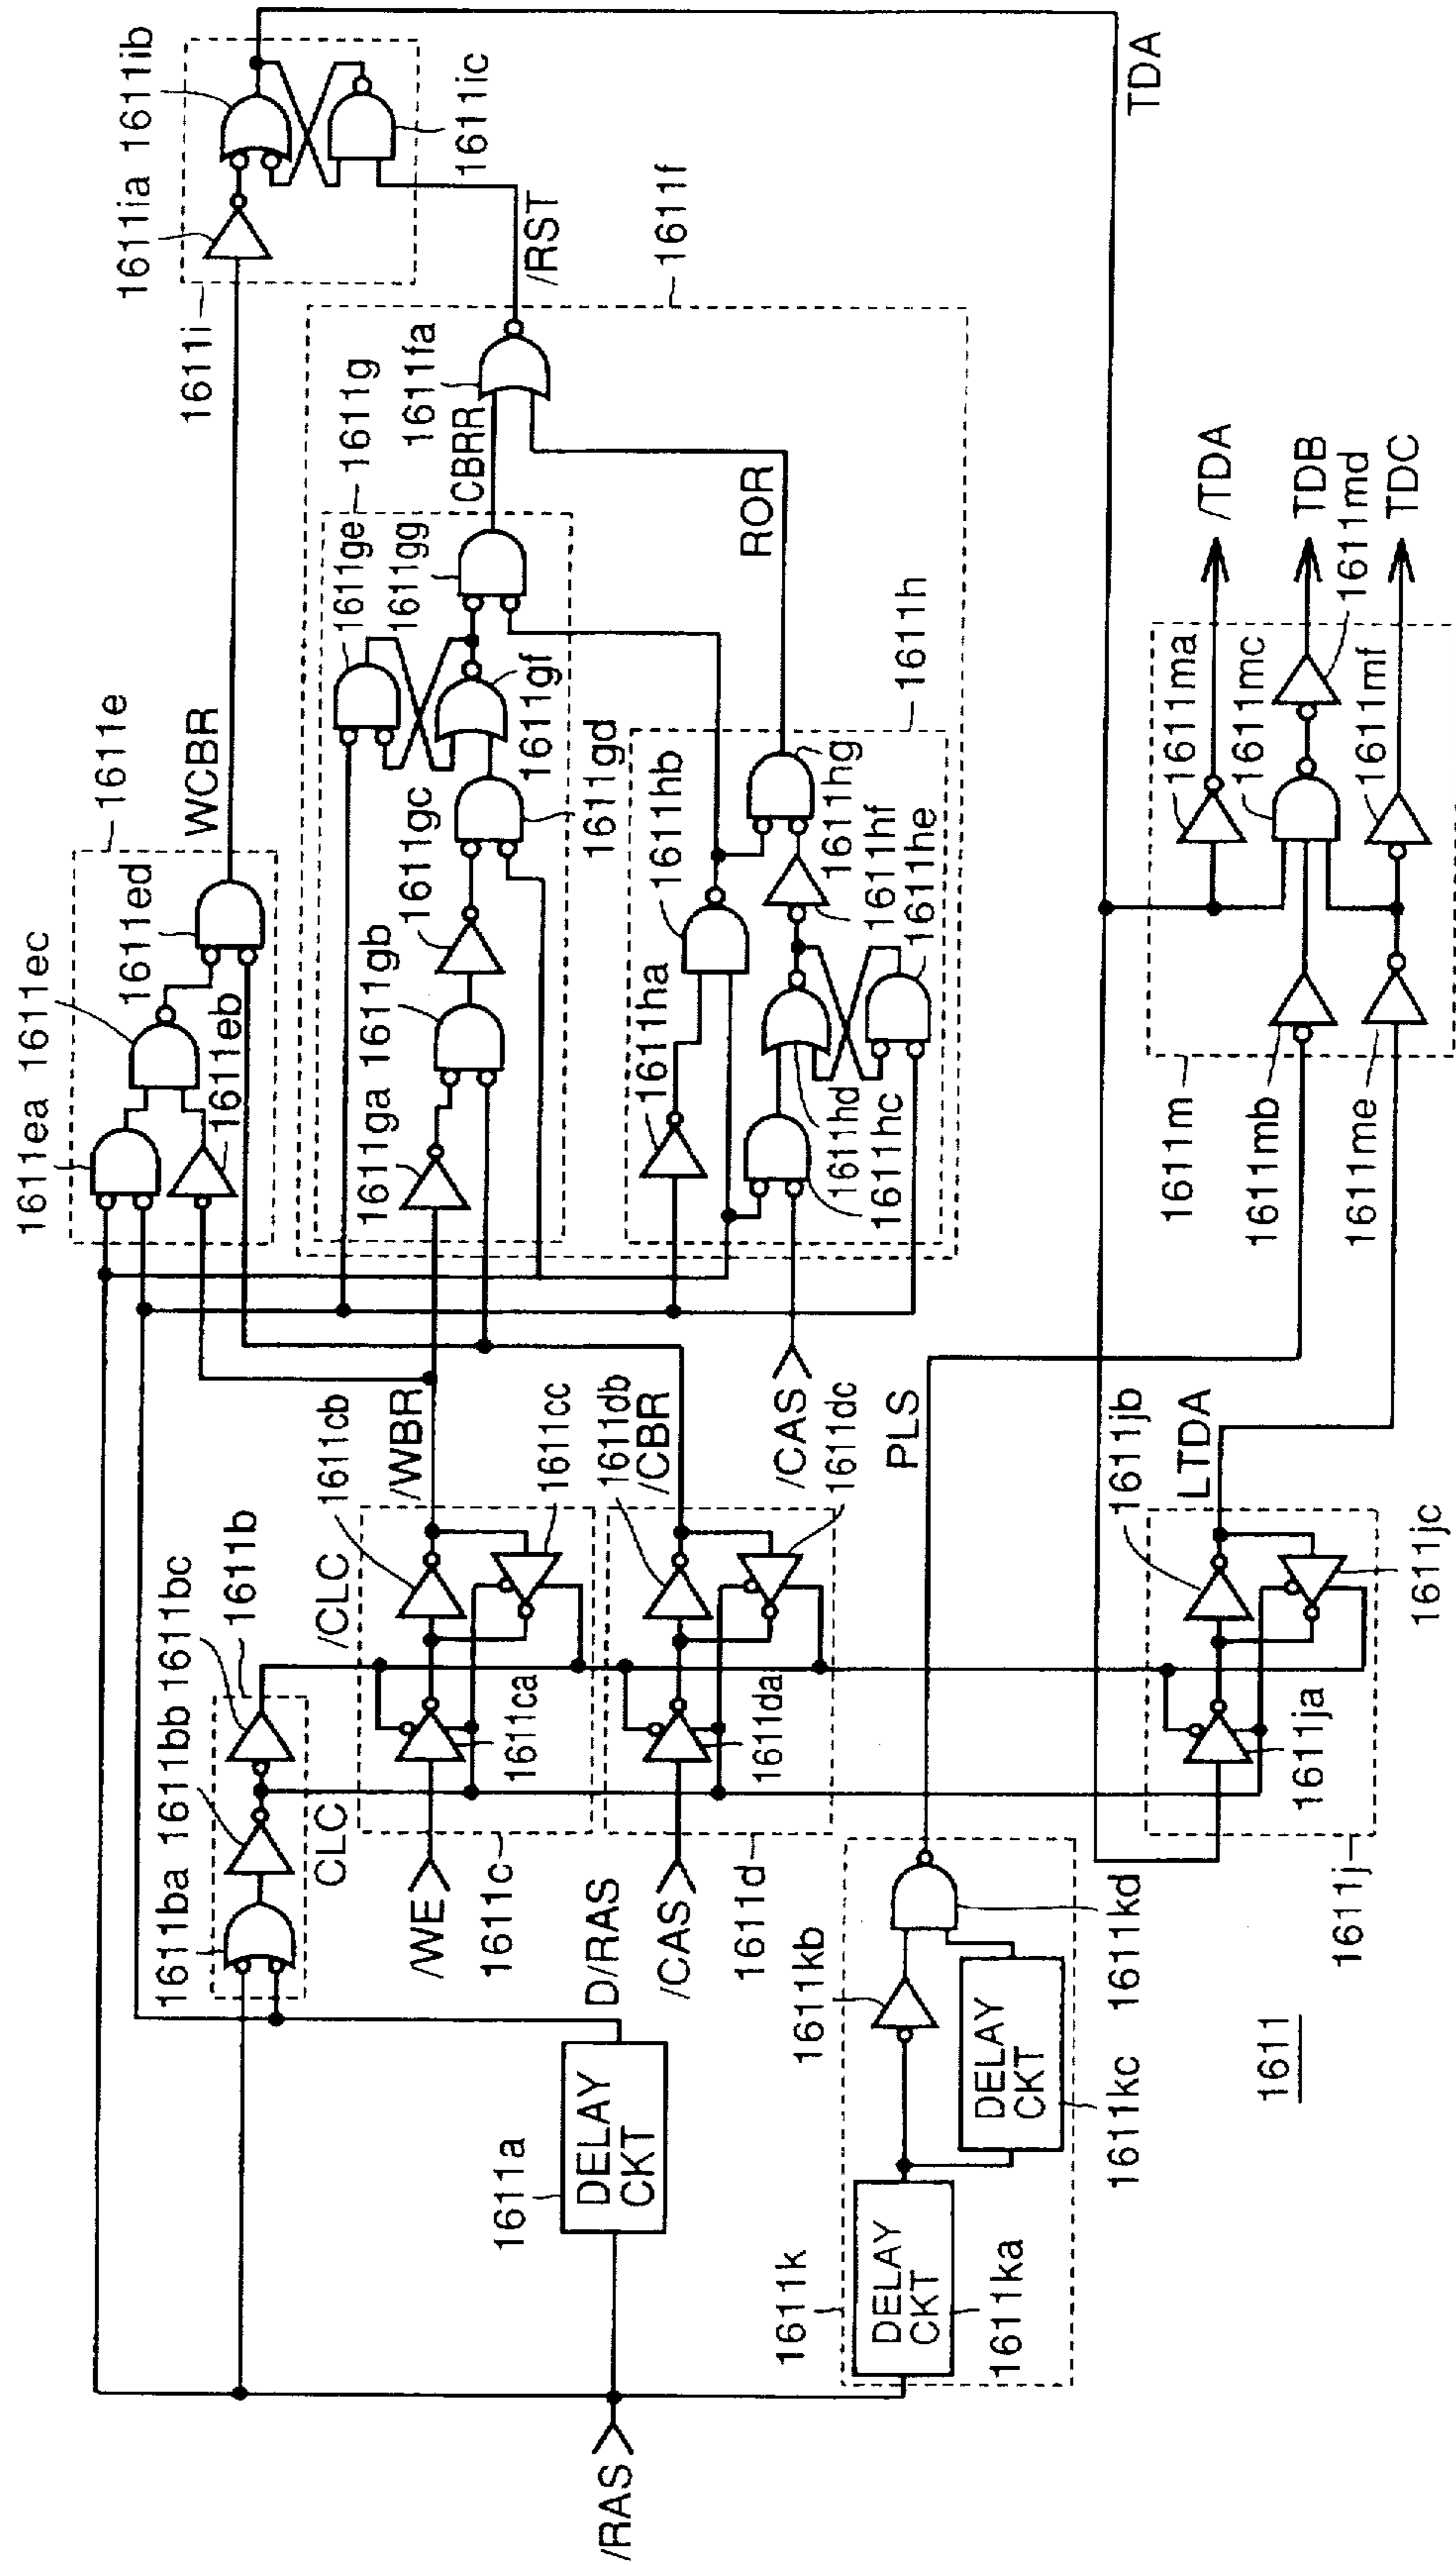 1611ia 1611ib
1611ic
1611i
/RST
1611f
TDA
1611e
WCBR
1611ea 1611ec
1611ed
1611eb
1611g
1611fa
CBRR
1611ge
1611gg
1611gf
1611gc
1611gd
1611ga 1611gb
ROR
1611h
1611hb
1611ha
1611hg
1611hf
1611he
1611hd
1611hc
/TDA
TDB
1611md
TDC
1611ma
1611mc
1611mf
1611m
1611mb
1611me
1611b
1611ba 1611bb 1611bc
CLC
/CLC
1611cb
/WBR
1611cc
1611ca
/WE
1611c
1611db
/CBR
1611dc
1611da
D/RAS
/CAS
1611d
/CAS
PLS
1611jb
LTDA
1611jc
1611ja
1611j
DELAY
CKT
1611a
1611k
DELAY
CKT
1611ka
1611kb
DELAY
CKT
1611kc 1611kd
/RAS
1611